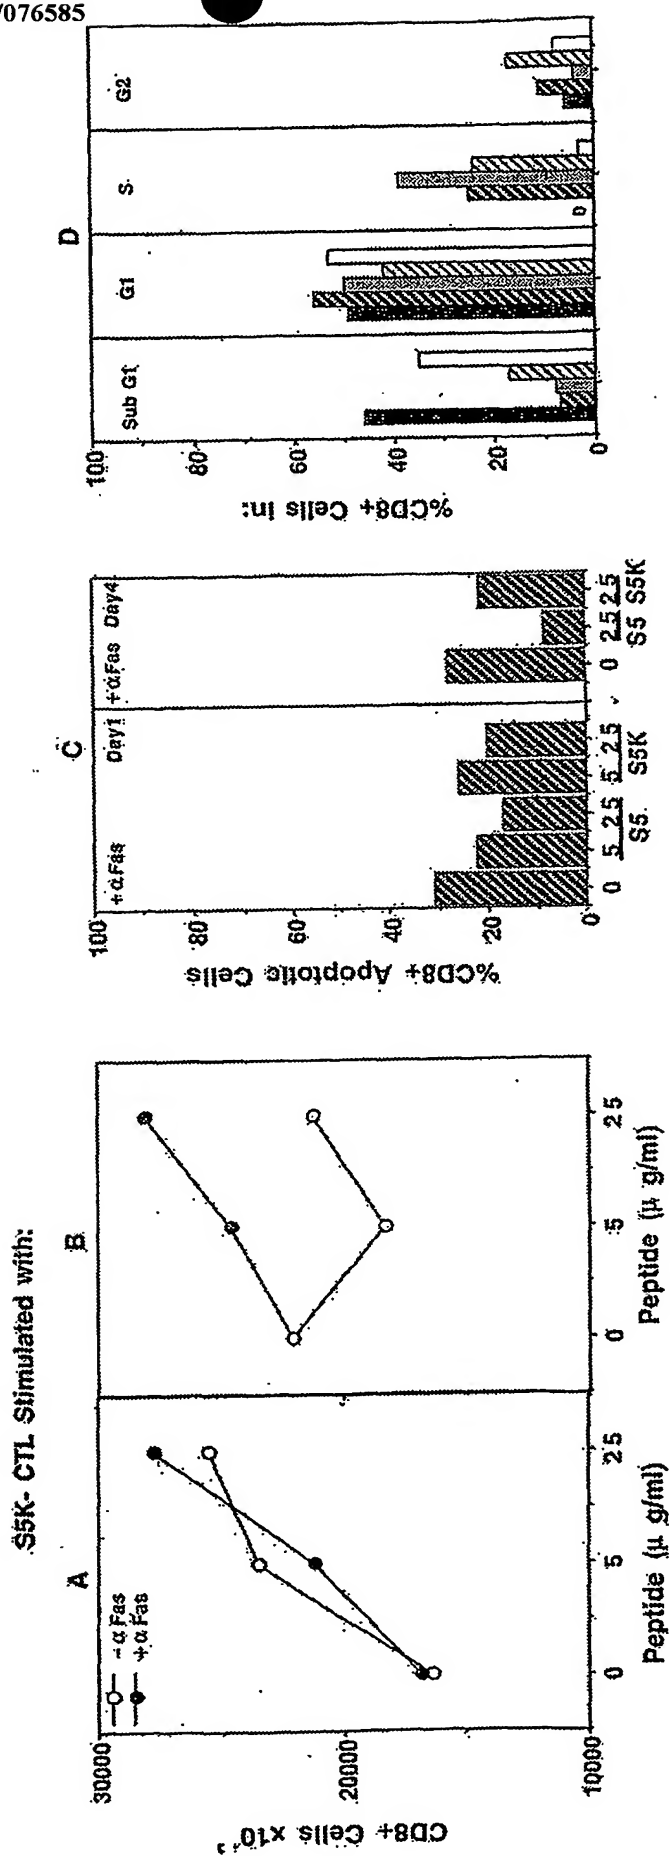 /076585
S5K- CTL Stimulated with:
A
-αFas
+αFas
30000
20000
10000
CD8+ Cells x10⁻³
0 5 25
Peptide (μ g/ml)
B
0 5 25
Peptide (μ g/ml)
C
+αFas Day1
+αFas Day4
100
80
60
40
20
0
%CD8+ Apoptotic Cells
0 5 25 5 25
S5 S5K
0 25 25
S5 S5K
D
Sub G1
G1
S
G2
100
80
60
40
20
0
%CD8+ Cells in:
0